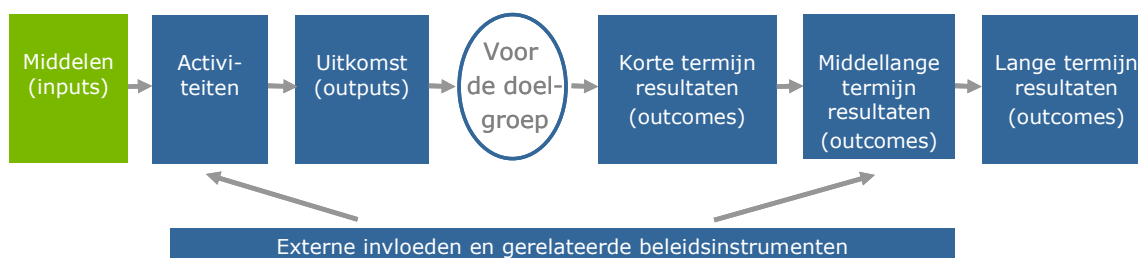 Middelen
(inputs)
Activi-
teiten
Uitkomst
(outputs)
Voor
de doel-
groep
Korte termijn
resultaten
(outcomes)
Middellange
termijn
resultaten
(outcomes)
Lange termijn
resultaten
(outcomes)
Externe invloeden en gerelateerde beleidsinstrumenten